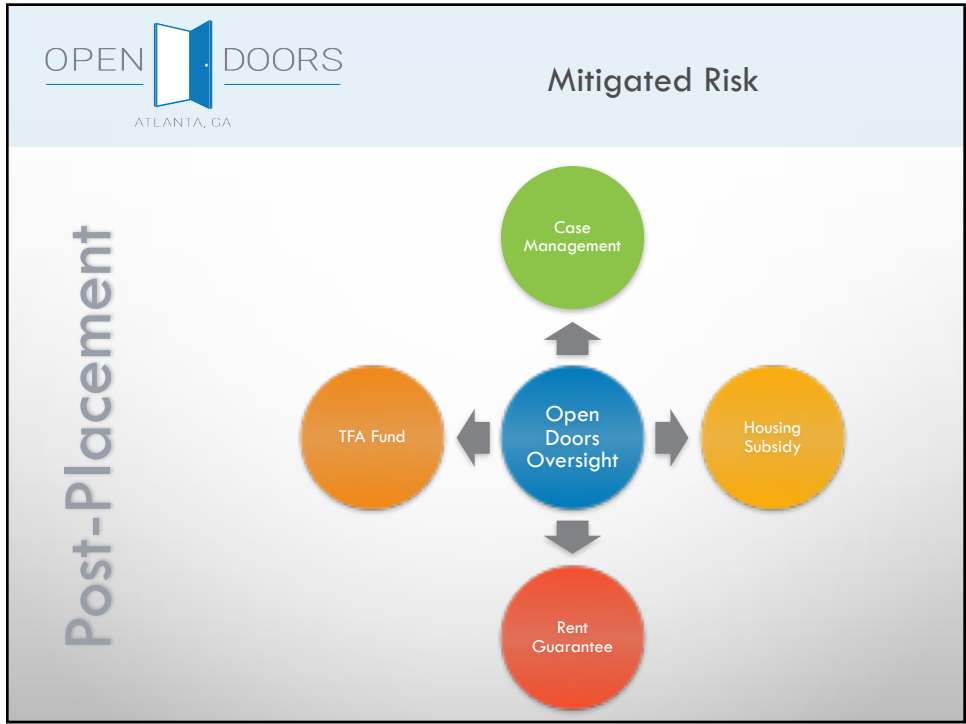 OPEN DOORS
ATLANTA, GA
Mitigated Risk
Post-Placement
Case
Management
TFA Fund
Open
Doors
Oversight
Housing
Subsidy
Rent
Guarantee